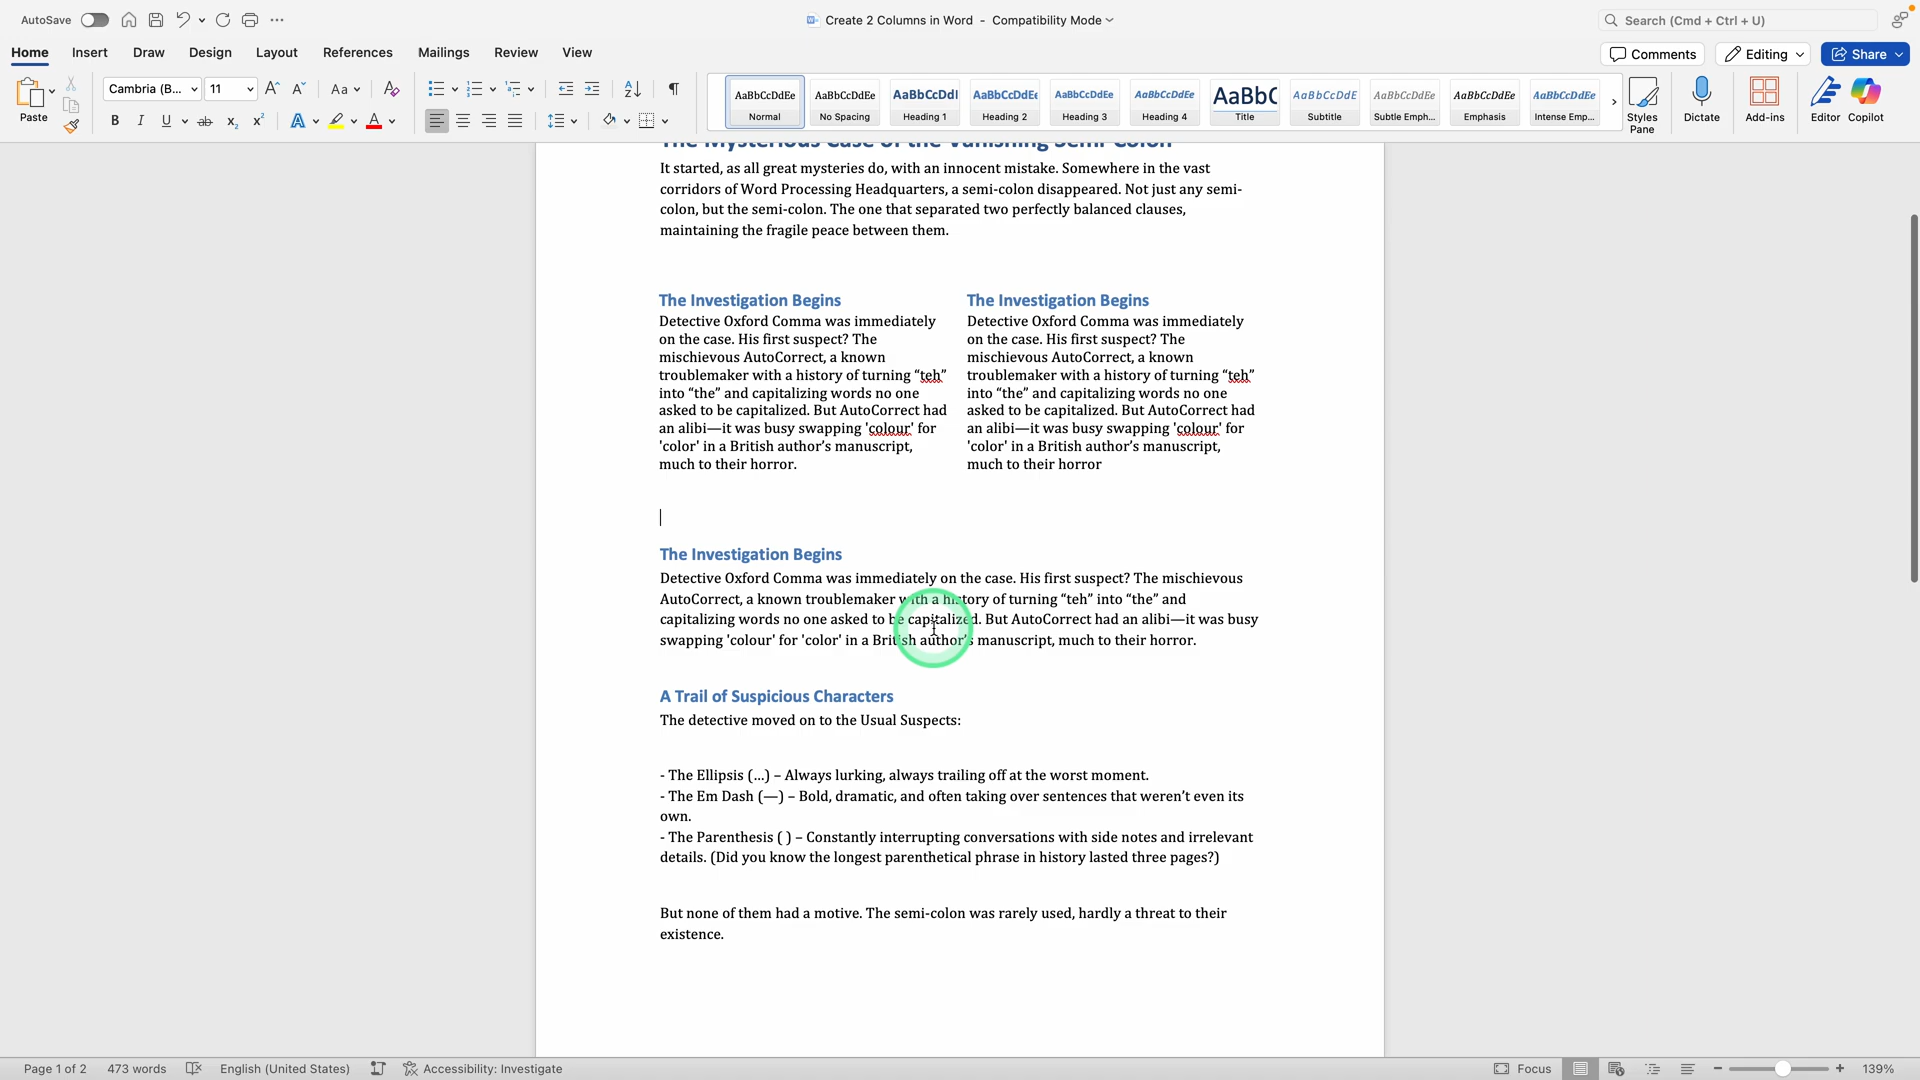 AutoSave
Create 2 Columns in Word - Compatibility Mode
Search (Cmd + Ctrl + U)
Home Insert Draw Design Layout References Mailings Review View
Comments Editing Share
Paste
Cambria (B... 11 Aa
B I U ab x₂ x² A A
AaBbCcDdEe AaBbCcDdEe AaBbCcDdI AaBbCcDdEe AaBbCcDdEe AaBbCcDdEe AaBbC AaBbCcDdE AaBbCcDdEe AaBbCcDdEe AaBbCcDdEe
Normal No Spacing Heading 1 Heading 2 Heading 3 Heading 4 Title Subtitle Subtle Emph... Emphasis Intense Emp...
Styles Pane
Dictate
Add-ins
Editor
Copilot
The Mysterious Case of the Vanishing Semi-Colon
It started, as all great mysteries do, with an innocent mistake. Somewhere in the vast
corridors of Word Processing Headquarters, a semi-colon disappeared. Not just any semi-
colon, but the semi-colon. The one that separated two perfectly balanced clauses,
maintaining the fragile peace between them.
The Investigation Begins
Detective Oxford Comma was immediately
on the case. His first suspect? The
mischievous AutoCorrect, a known
troublemaker with a history of turning “teh”
into “the” and capitalizing words no one
asked to be capitalized. But AutoCorrect had
an alibi—it was busy swapping 'colour' for
'color' in a British author’s manuscript,
much to their horror.
The Investigation Begins
Detective Oxford Comma was immediately
on the case. His first suspect? The
mischievous AutoCorrect, a known
troublemaker with a history of turning “teh”
into “the” and capitalizing words no one
asked to be capitalized. But AutoCorrect had
an alibi—it was busy swapping 'colour' for
'color' in a British author’s manuscript,
much to their horror
The Investigation Begins
Detective Oxford Comma was immediately on the case. His first suspect? The mischievous
AutoCorrect, a known troublemaker with a history of turning “teh” into “the” and
capitalizing words no one asked to be capitalized. But AutoCorrect had an alibi—it was busy
swapping 'colour' for 'color' in a British author’s manuscript, much to their horror.
A Trail of Suspicious Characters
The detective moved on to the Usual Suspects:
- The Ellipsis (…) – Always lurking, always trailing off at the worst moment.
- The Em Dash (—) – Bold, dramatic, and often taking over sentences that weren’t even its
own.
- The Parenthesis ( ) – Constantly interrupting conversations with side notes and irrelevant
details. (Did you know the longest parenthetical phrase in history lasted three pages?)
But none of them had a motive. The semi-colon was rarely used, hardly a threat to their
existence.
Page 1 of 2 473 words English (United States) Accessibility: Investigate Focus 139%